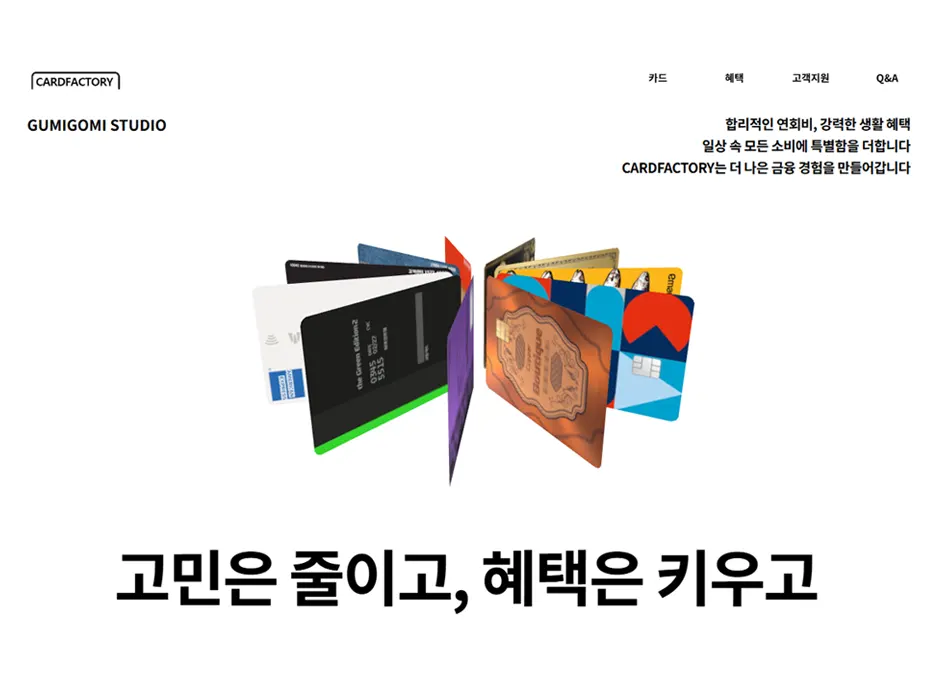 CARDFACTORY
카드
혜택
고객지원
Q&A
GUMIGOMI STUDIO
합리적인 연회비, 강력한 생활 혜택
일상 속 모든 소비에 특별함을 더합니다
CARDFACTORY는 더 나은 금융 경험을 만들어갑니다
the Green Edition2
Boutique
고민은 줄이고, 혜택은 키우고